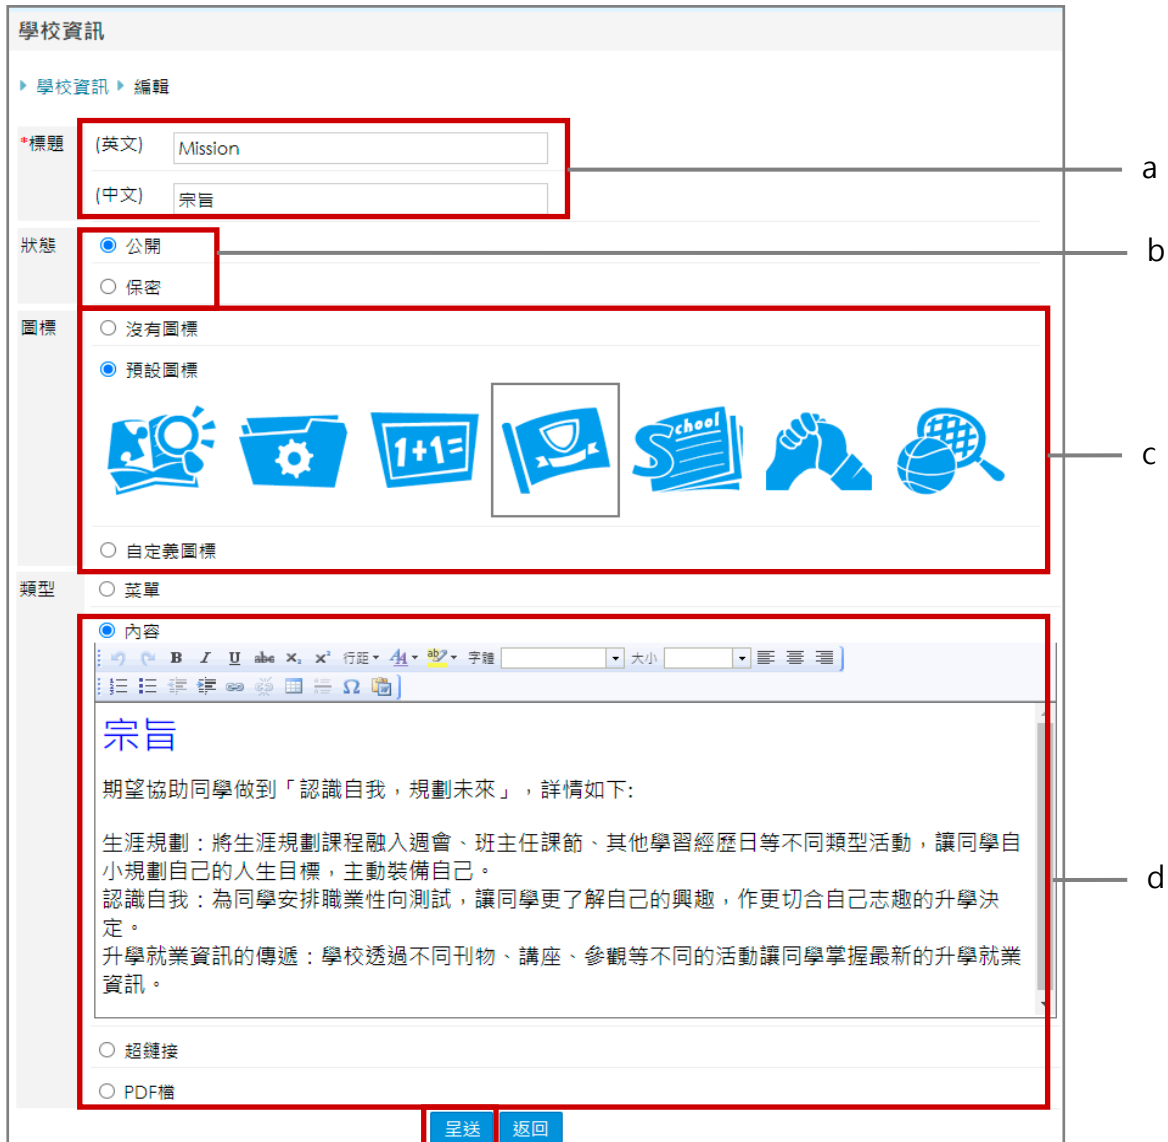 學校資訊
學校資訊 編輯
*標題 (英文) Mission
a
(中文) 宗旨
狀態 公開
b
保密
圖標 沒有圖標
預設圖標
1+1=
School
c
自定義圖標
類型 菜單
內容
B I U abc x₂ x² 行距 A ab 字體 大小
Ω
宗旨
期望協助同學做到「認識自我，規劃未來」，詳情如下:
生涯規劃：將生涯規劃課程融入週會、班主任課節、其他學習經歷日等不同類型活動，讓同學自
小規劃自己的人生目標，主動裝備自己。
認識自我：為同學安排職業性向測試，讓同學更了解自己的興趣，作更切合自己志趣的升學決
定。
d
升學就業資訊的傳遞：學校透過不同刊物、講座、參觀等不同的活動讓同學掌握最新的升學就業
資訊。
超鏈接
PDF檔
呈送 返回